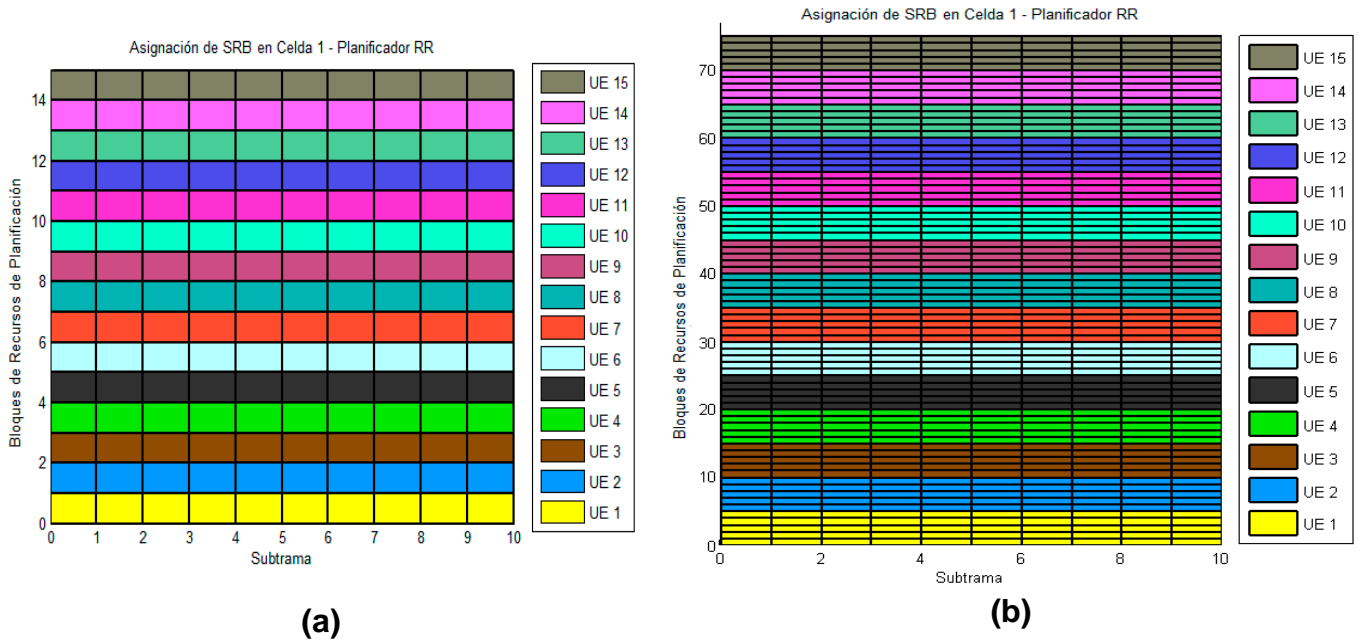 Asignación de SRB en Celda 1 - Planificador RR
Bloques de Recursos de Planificación
14
12
10
8
6
4
2
0
0 1 2 3 4 5 6 7 8 9 10
Subtrama
UE 15
UE 14
UE 13
UE 12
UE 11
UE 10
UE 9
UE 8
UE 7
UE 6
UE 5
UE 4
UE 3
UE 2
UE 1
(a)
Asignación de SRB en Celda 1 - Planificador RR
Bloques de Recursos de Planificación
70
60
50
40
30
20
10
0
0 2 4 6 8 10
Subtrama
UE 15
UE 14
UE 13
UE 12
UE 11
UE 10
UE 9
UE 8
UE 7
UE 6
UE 5
UE 4
UE 3
UE 2
UE 1
(b)